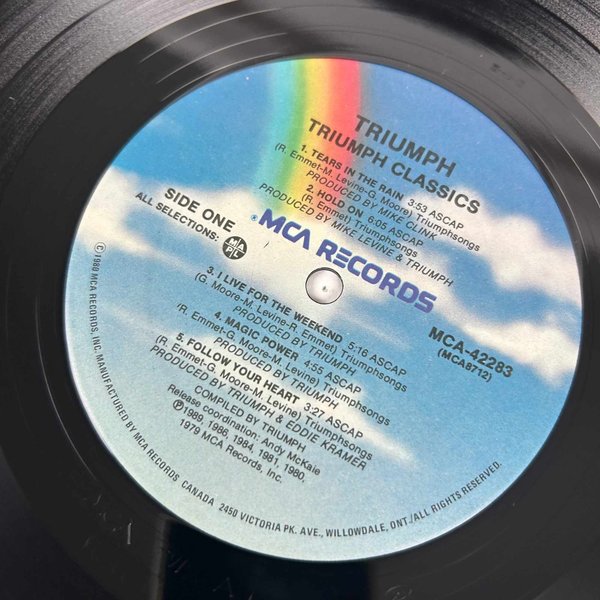 TRIUMPH
TRIUMPH CLASSICS
1. TEARS IN THE RAIN 3:53 ASCAP
(R. Emmet-M. Levine-G. Moore) Triumphsongs
PRODUCED BY MIKE CLINK
2. HOLD ON 6:05 ASCAP
(R. Emmet) Triumphsongs
PRODUCED BY MIKE LEVINE & TRIUMPH
SIDE ONE
ALL SELECTIONS: MAPL
MCA RECORDS
MCA-42283
(MCA8712)
3. I LIVE FOR THE WEEKEND 5:16 ASCAP
(G. Moore-M. Levine-R. Emmet) Triumphsongs
PRODUCED BY TRIUMPH
4. MAGIC POWER 4:55 ASCAP
(R. Emmet-G. Moore-M. Levine) Triumphsongs
PRODUCED BY TRIUMPH
5. FOLLOW YOUR HEART 3:27 ASCAP
(R. Emmet-G. Moore-M. Levine) Triumphsongs
PRODUCED BY TRIUMPH & EDDIE KRAMER
COMPILED BY TRIUMPH
Release coordination: Andy McKaie
℗1989, 1986, 1984, 1981, 1980,
1979 MCA Records, Inc.
©1989 MCA RECORDS, INC. MANUFACTURED BY MCA RECORDS CANADA 2450 VICTORIA PK. AVE., WILLOWDALE, ONT./ALL RIGHTS RESERVED.